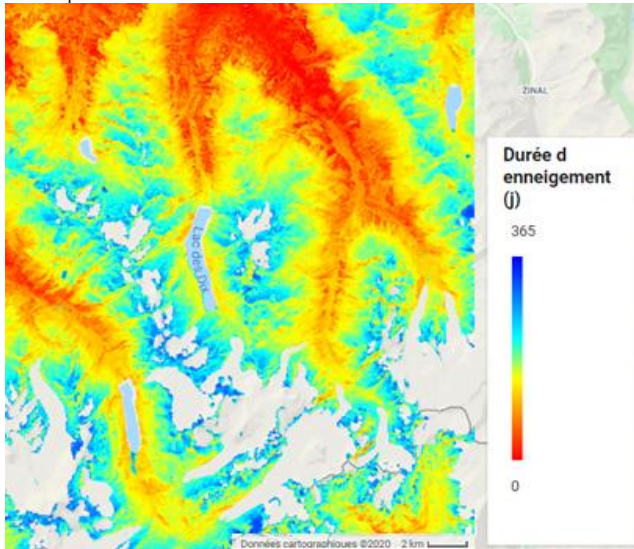 ZINAL
Durée d
enneigement
(j)
365
Lac des Dix
0
Données cartographiques ©2020 2 km